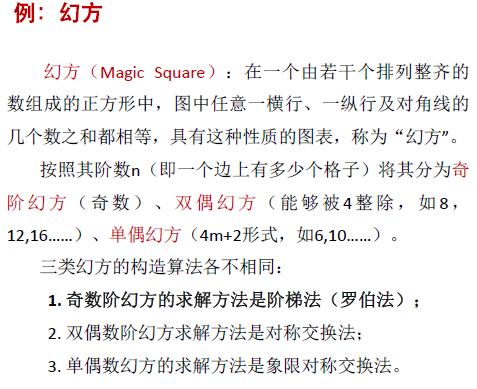 例：幻方
幻方（Magic Square）：在一个由若干个排列整齐的
数组成的正方形中，图中任意一横行、一纵行及对角线的
几个数之和都相等，具有这种性质的图表，称为“幻方”。
按照其阶数n（即一个边上有多少个格子）将其分为奇
阶幻方（奇数）、双偶幻方（能够被4整除，如8，
12,16……）、单偶幻方（4m+2形式，如6,10……）。
三类幻方的构造算法各不相同：
1. 奇数阶幻方的求解方法是阶梯法（罗伯法）；
2. 双偶数阶幻方求解方法是对称交换法；
3. 单偶数幻方的求解方法是象限对称交换法。